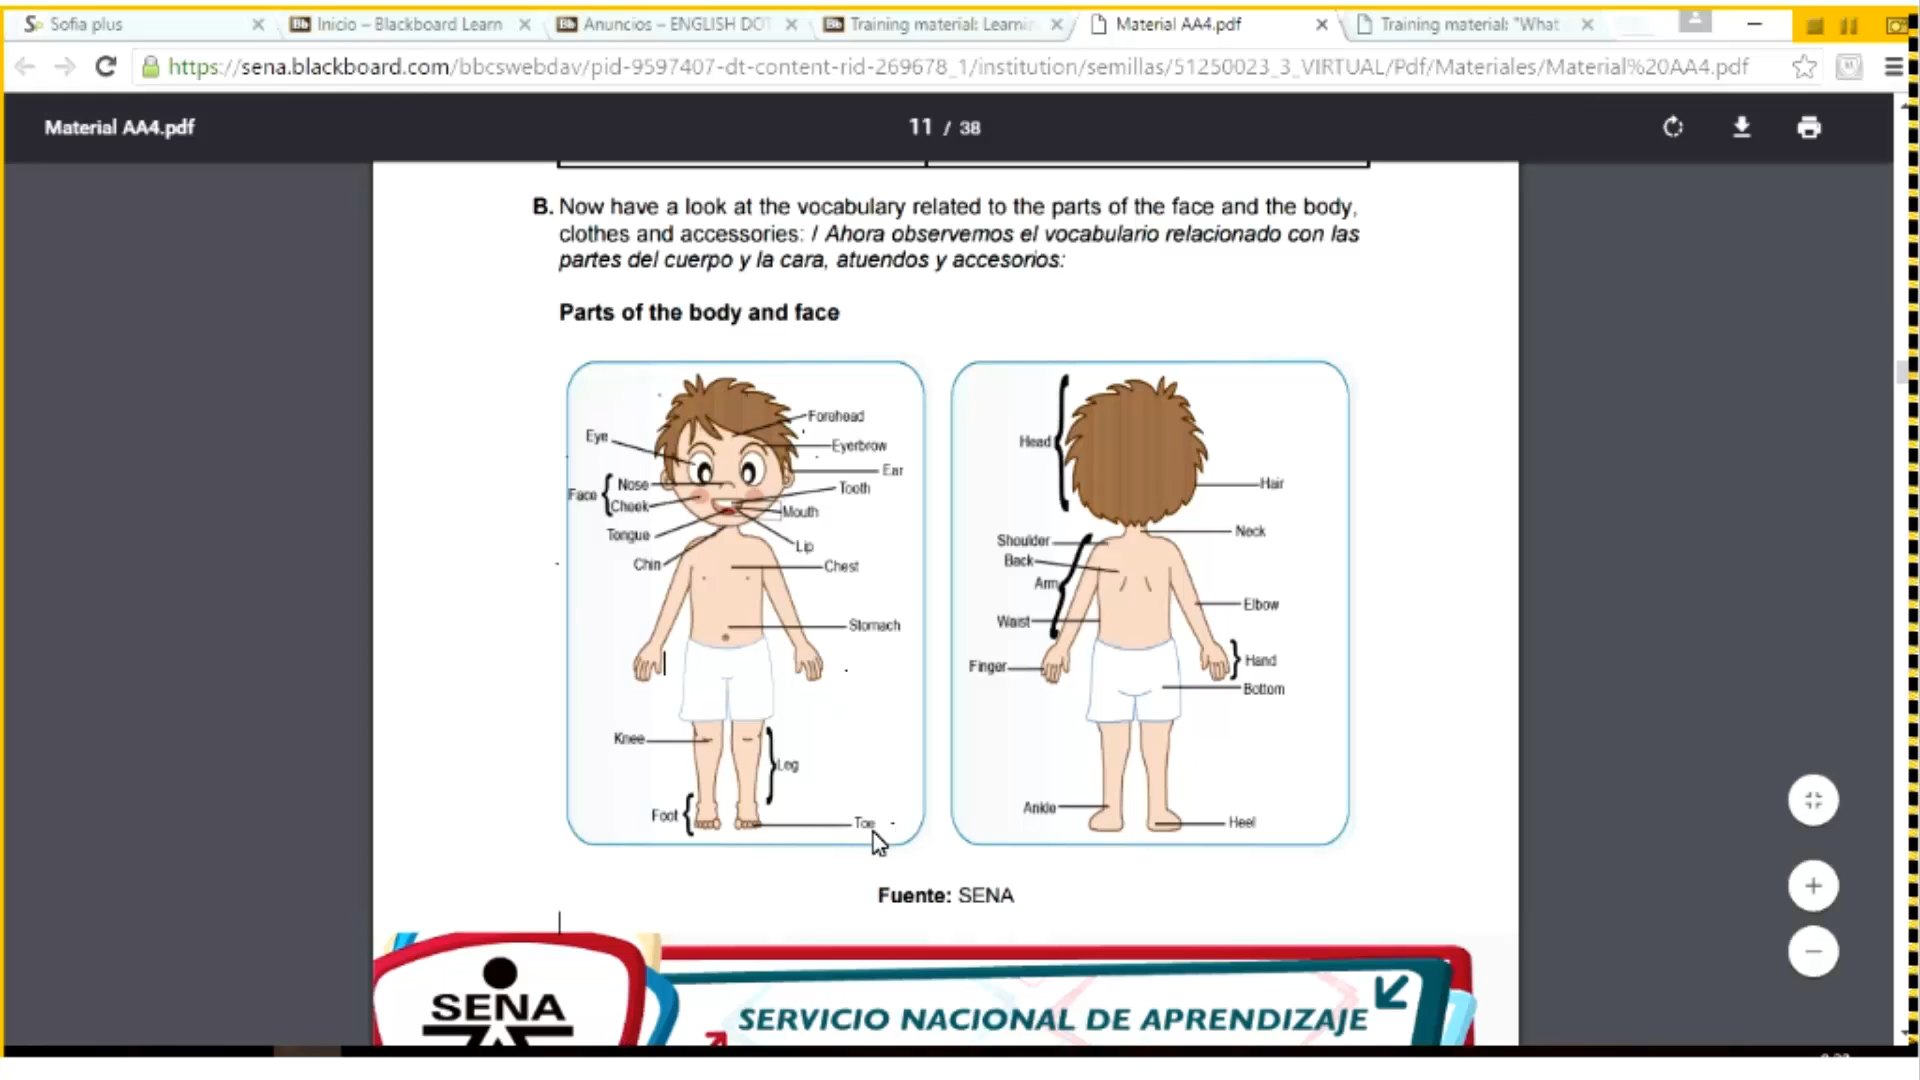 Sofia plus
Inicio – Blackboard Learn
Anuncios – ENGLISH DOT
Training material: Learnin
Material AA4.pdf
Training material: "What
https://sena.blackboard.com/bbcswebdav/pid-9597407-dt-content-rid-269678_1/institution/semillas/51250023_3_VIRTUAL/Pdf/Materiales/Material%20AA4.pdf
Material AA4.pdf
11 / 38
B. Now have a look at the vocabulary related to the parts of the face and the body,
clothes and accessories: / Ahora observemos el vocabulario relacionado con las
partes del cuerpo y la cara, atuendos y accesorios:
Parts of the body and face
Forehead
Eye
Eyerbrow
Ear
Nose
Tooth
Face
Cheek
Mouth
Tongue
Lip
Chin
Chest
Stomach
Knee
Leg
Foot
Toe
Head
Hair
Neck
Shoulder
Back
Arm
Elbow
Waist
Finger
Hand
Bottom
Ankle
Heel
Fuente: SENA
SENA
SERVICIO NACIONAL DE APRENDIZAJE